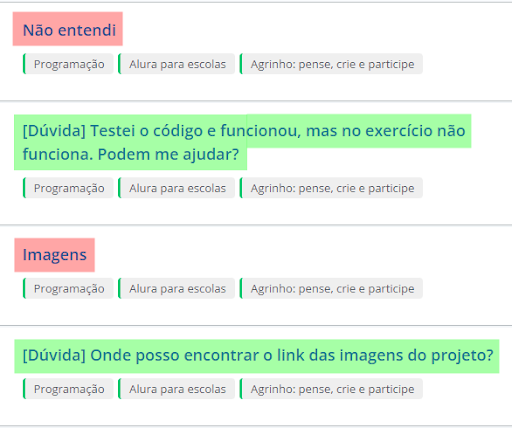 Não entendi
Programação Alura para escolas Agrinho: pense, crie e participe
[Dúvida] Testei o código e funcionou, mas no exercício não
funciona. Podem me ajudar?
Programação Alura para escolas Agrinho: pense, crie e participe
Imagens
Programação Alura para escolas Agrinho: pense, crie e participe
[Dúvida] Onde posso encontrar o link das imagens do projeto?
Programação Alura para escolas Agrinho: pense, crie e participe